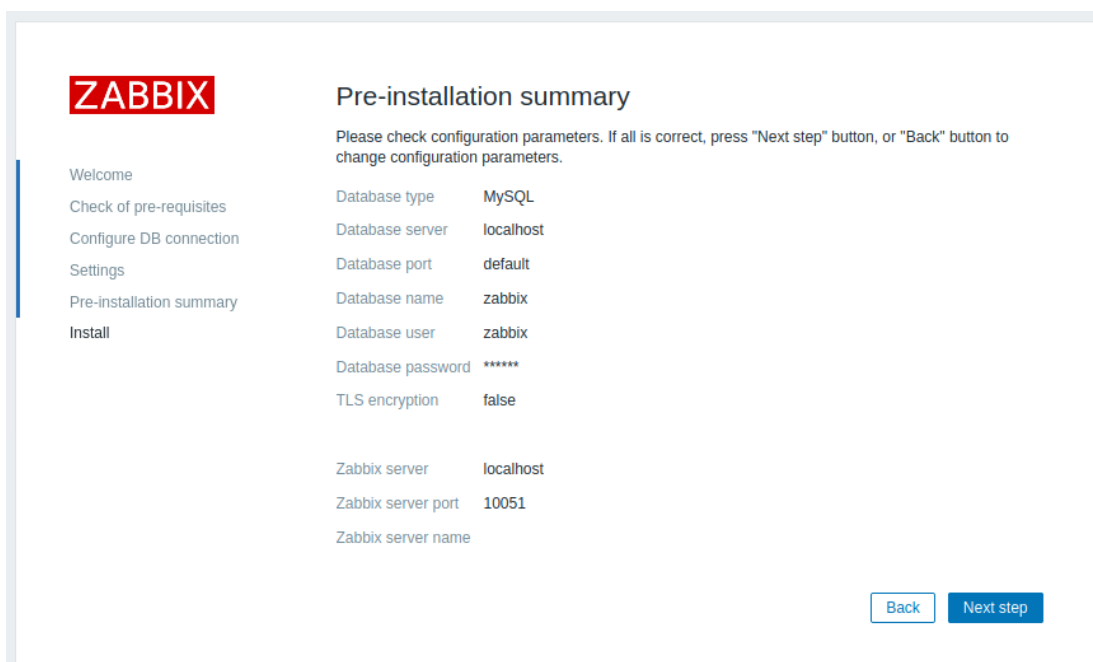 ZABBIX
Welcome
Check of pre-requisites
Configure DB connection
Settings
Pre-installation summary
Install
Pre-installation summary
Please check configuration parameters. If all is correct, press "Next step" button, or "Back" button to
change configuration parameters.
Database type MySQL
Database server localhost
Database port default
Database name zabbix
Database user zabbix
Database password ******
TLS encryption false
Zabbix server localhost
Zabbix server port 10051
Zabbix server name
Back Next step